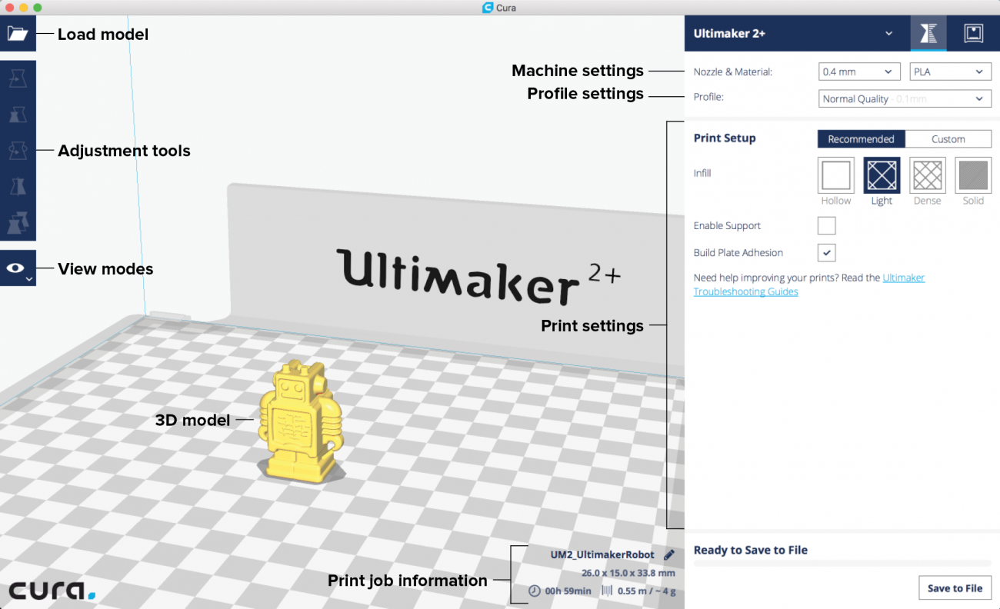 Cura
Load model
Adjustment tools
View modes
Ultimaker 2+
3D model
Machine settings
Profile settings
Print settings
Print job information
UM2_UltimakerRobot
26.0 x 15.0 x 33.8 mm
00h 59min 0.55 m / ~ 4 g
cura.
Ultimaker 2+
Nozzle & Material: 0.4 mm PLA
Profile: Normal Quality - 0.1mm
Print Setup Recommended Custom
Infill
Hollow Light Dense Solid
Enable Support
Build Plate Adhesion
Need help improving your prints? Read the Ultimaker
Troubleshooting Guides
Ready to Save to File
Save to File